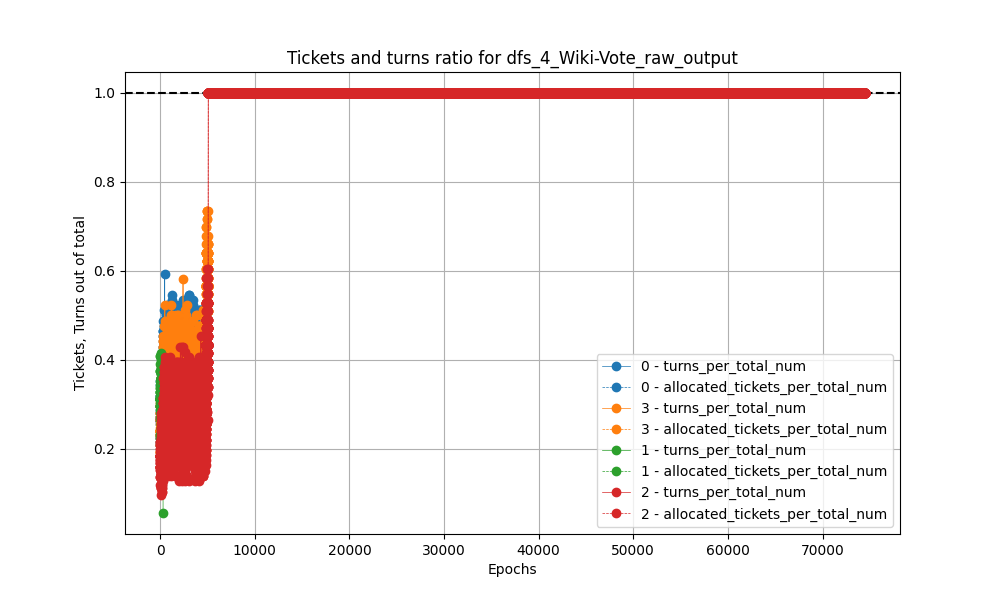 Tickets and turns ratio for dfs_4_Wiki-Vote_raw_output
Tickets, Turns out of total
1.0
0.8
0.6
0.4
0.2
0 - turns_per_total_num
0 - allocated_tickets_per_total_num
3 - turns_per_total_num
3 - allocated_tickets_per_total_num
1 - turns_per_total_num
1 - allocated_tickets_per_total_num
2 - turns_per_total_num
2 - allocated_tickets_per_total_num
0 10000 20000 30000 40000 50000 60000 70000
Epochs